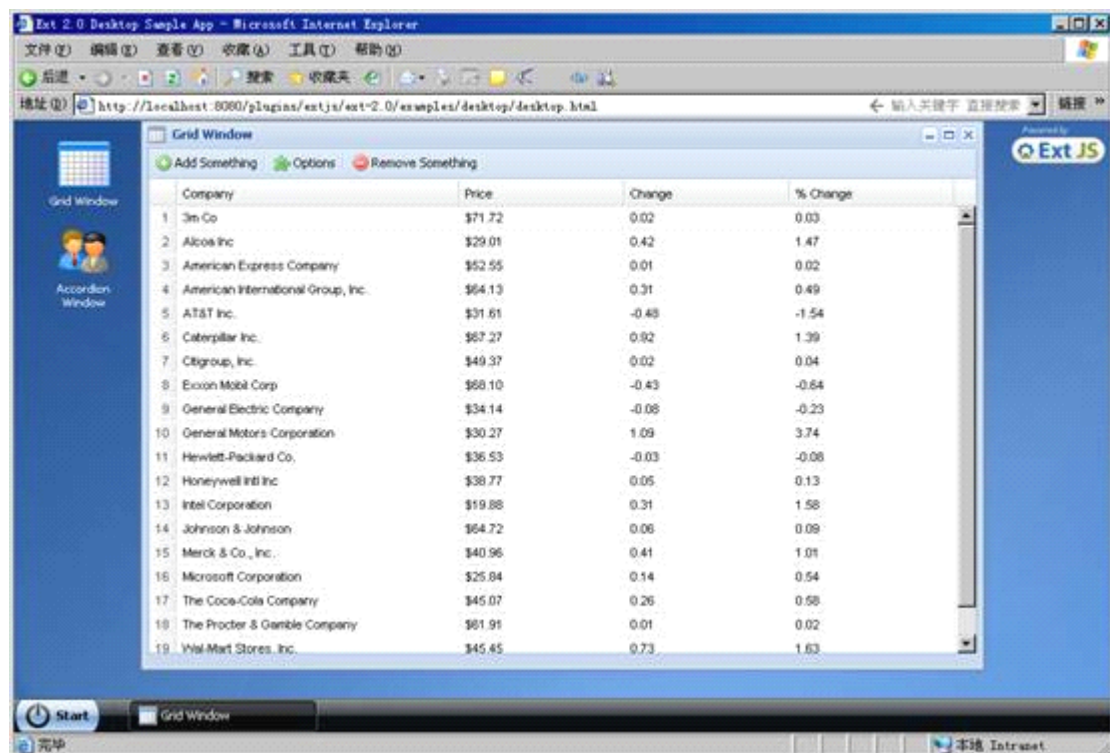 Ext 2.0 Desktop Sample App - Microsoft Internet Explorer
文件(F) 编辑(E) 查看(V) 收藏(A) 工具(T) 帮助(H)
后退 搜索 收藏夹
地址(D) http://localhost:8080/plugins/extjs/ext-2.0/examples/desktop/desktop.html 输入关键字 直接搜索 链接 »
Grid Window
Powered by
Ext JS
Add Something Options Remove Something
Company Price Change % Change
1 3m Co $71.72 0.02 0.03
2 Alcoa Inc $29.01 0.42 1.47
3 American Express Company $52.55 0.01 0.02
4 American International Group, Inc. $64.13 0.31 0.49
5 AT&T Inc. $31.61 -0.48 -1.54
6 Caterpillar Inc. $67.27 0.92 1.39
7 Citigroup, Inc. $49.37 0.02 0.04
8 Exxon Mobil Corp $68.10 -0.43 -0.64
9 General Electric Company $34.14 -0.08 -0.23
10 General Motors Corporation $30.27 1.09 3.74
11 Hewlett-Packard Co. $36.53 -0.03 -0.08
12 Honeywell Intl Inc $38.77 0.05 0.13
13 Intel Corporation $19.88 0.31 1.58
14 Johnson & Johnson $64.72 0.06 0.09
15 Merck & Co., Inc. $40.96 0.41 1.01
16 Microsoft Corporation $25.84 0.14 0.54
17 The Coca-Cola Company $45.07 0.26 0.58
18 The Procter & Gamble Company $61.91 0.01 0.02
19 Wal-Mart Stores, Inc. $45.45 0.73 1.63
Grid Window
Accordion
Window
Start Grid Window
完毕 本地 Intranet